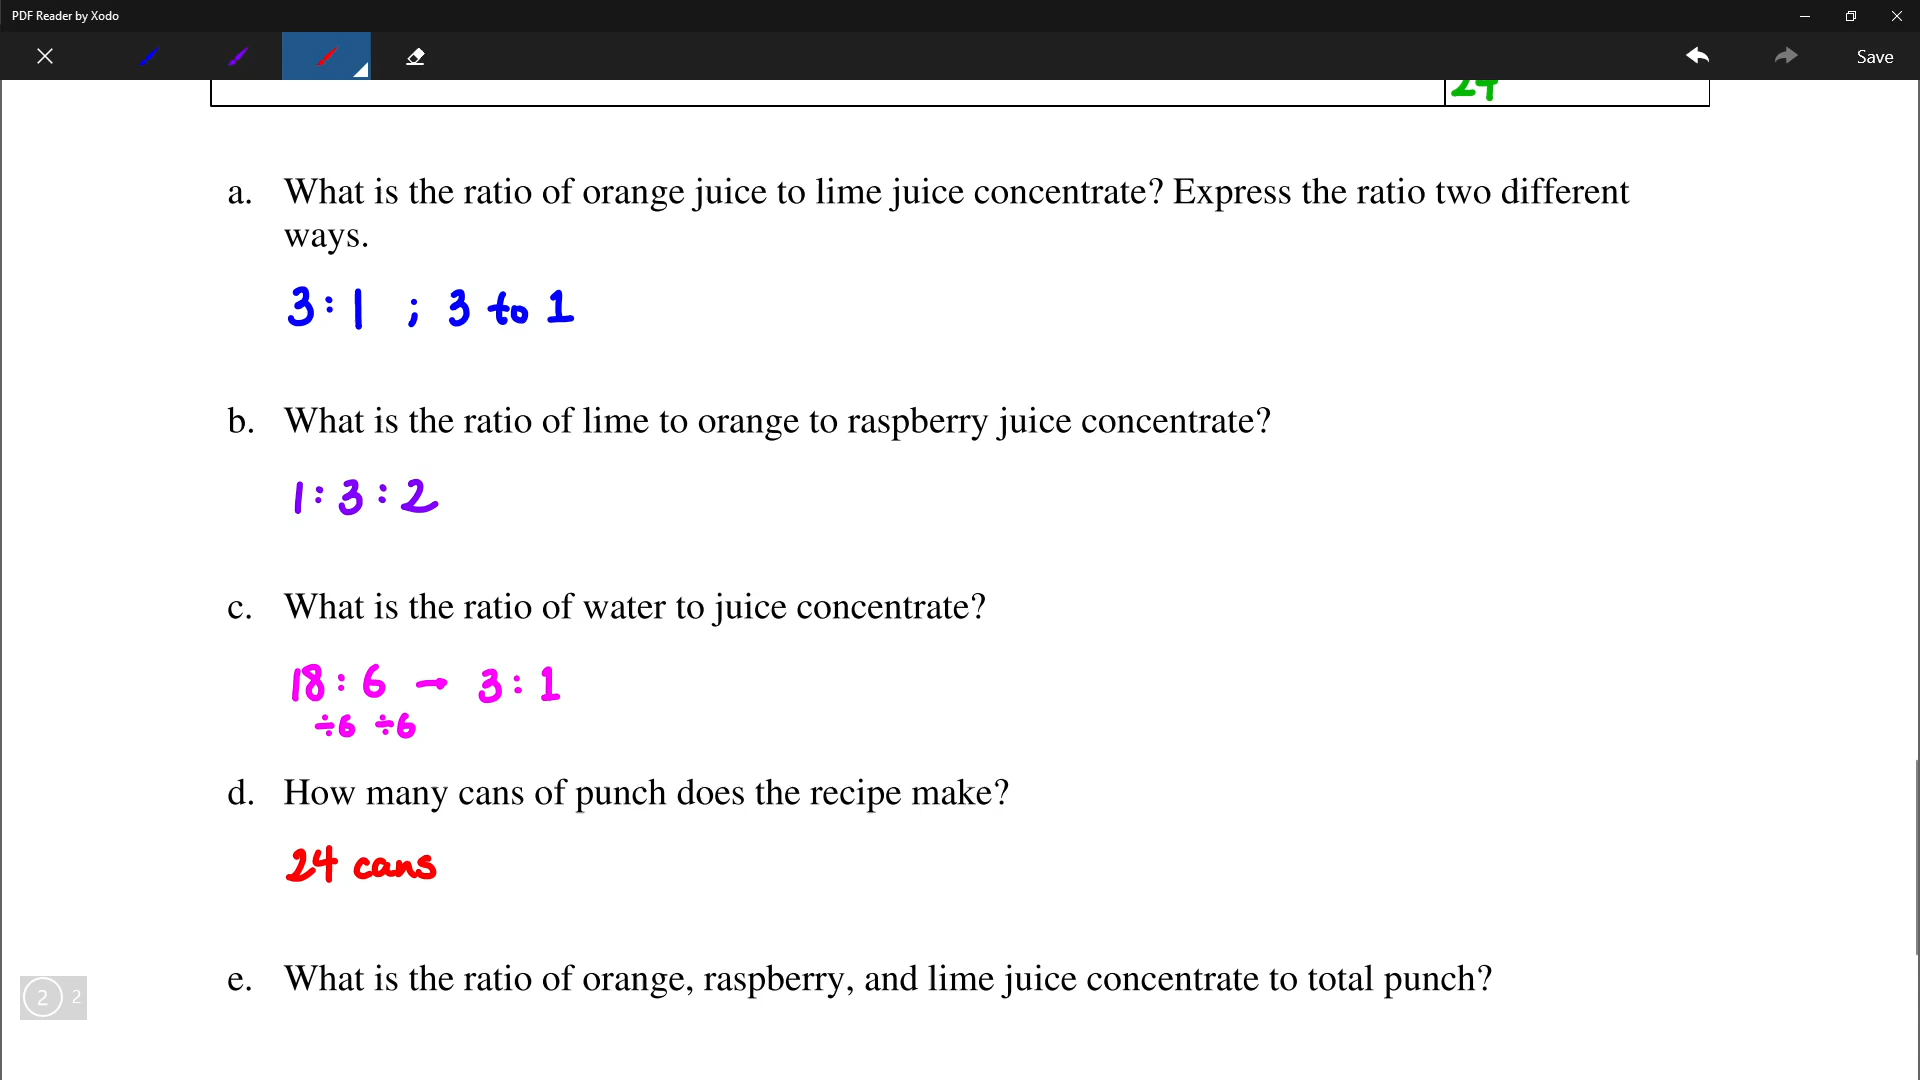 PDF Reader by Xodo
Save
24
a. What is the ratio of orange juice to lime juice concentrate? Express the ratio two different
ways.
3:1 ; 3 to 1
b. What is the ratio of lime to orange to raspberry juice concentrate?
1:3:2
c. What is the ratio of water to juice concentrate?
18:6 → 3:1
÷6 ÷6
d. How many cans of punch does the recipe make?
24 cans
e. What is the ratio of orange, raspberry, and lime juice concentrate to total punch?
2 2